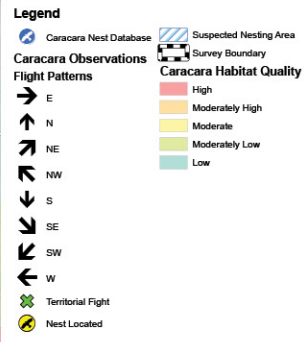 Legend
Caracara Nest Database
Caracara Observations
Flight Patterns
E
N
NE
NW
S
SE
SW
W
Territorial Fight
Nest Located
Suspected Nesting Area
Survey Boundary
Caracara Habitat Quality
High
Moderately High
Moderate
Moderately Low
Low